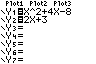 Plot1 Plot2 Plot3
\Y₁=X^2+4X-8
\Y₂=2X+3
\Y₃=
\Y₄=
\Y₅=
\Y₆=
\Y₇=